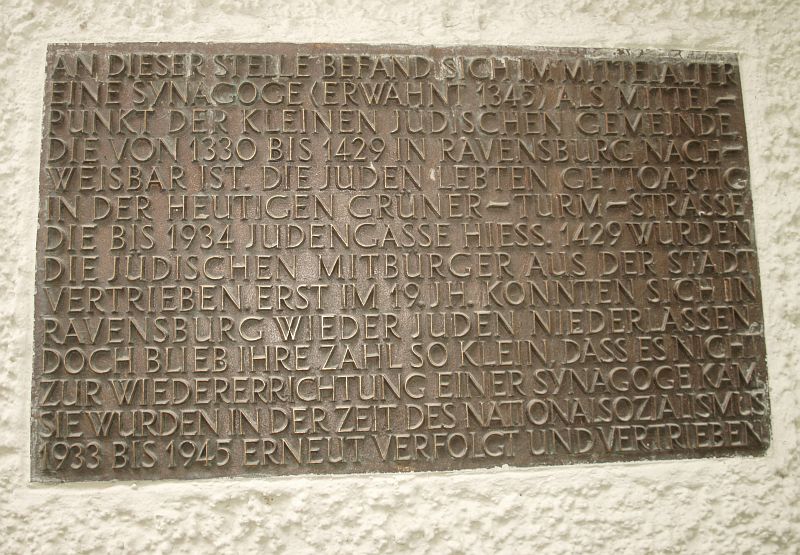 AN DIESER STELLE BEFAND SICH IM MITTELALTER
EINE SYNAGOGE (ERWÄHNT 1345) ALS MITTEL-
PUNKT DER KLEINEN JÜDISCHEN GEMEINDE,
DIE VON 1330 BIS 1429 IN RAVENSBURG NACH-
WEISBAR IST. DIE JUDEN LEBTEN GETTOARTIG
IN DER HEUTIGEN GRÜNER-TURM-STRASSE,
DIE BIS 1934 JUDENGASSE HIESS. 1429 WURDEN
DIE JÜDISCHEN MITBÜRGER AUS DER STADT
VERTRIEBEN. ERST IM 19. JH. KONNTEN SICH IN
RAVENSBURG WIEDER JUDEN NIEDERLASSEN.
DOCH BLIEB IHRE ZAHL SO KLEIN, DASS ES NICHT
ZUR WIEDERERRICHTUNG EINER SYNAGOGE KAM.
SIE WURDEN IN DER ZEIT DES NATIONALSOZIALISMUS
1933 BIS 1945 ERNEUT VERFOLGT UND VERTRIEBEN.